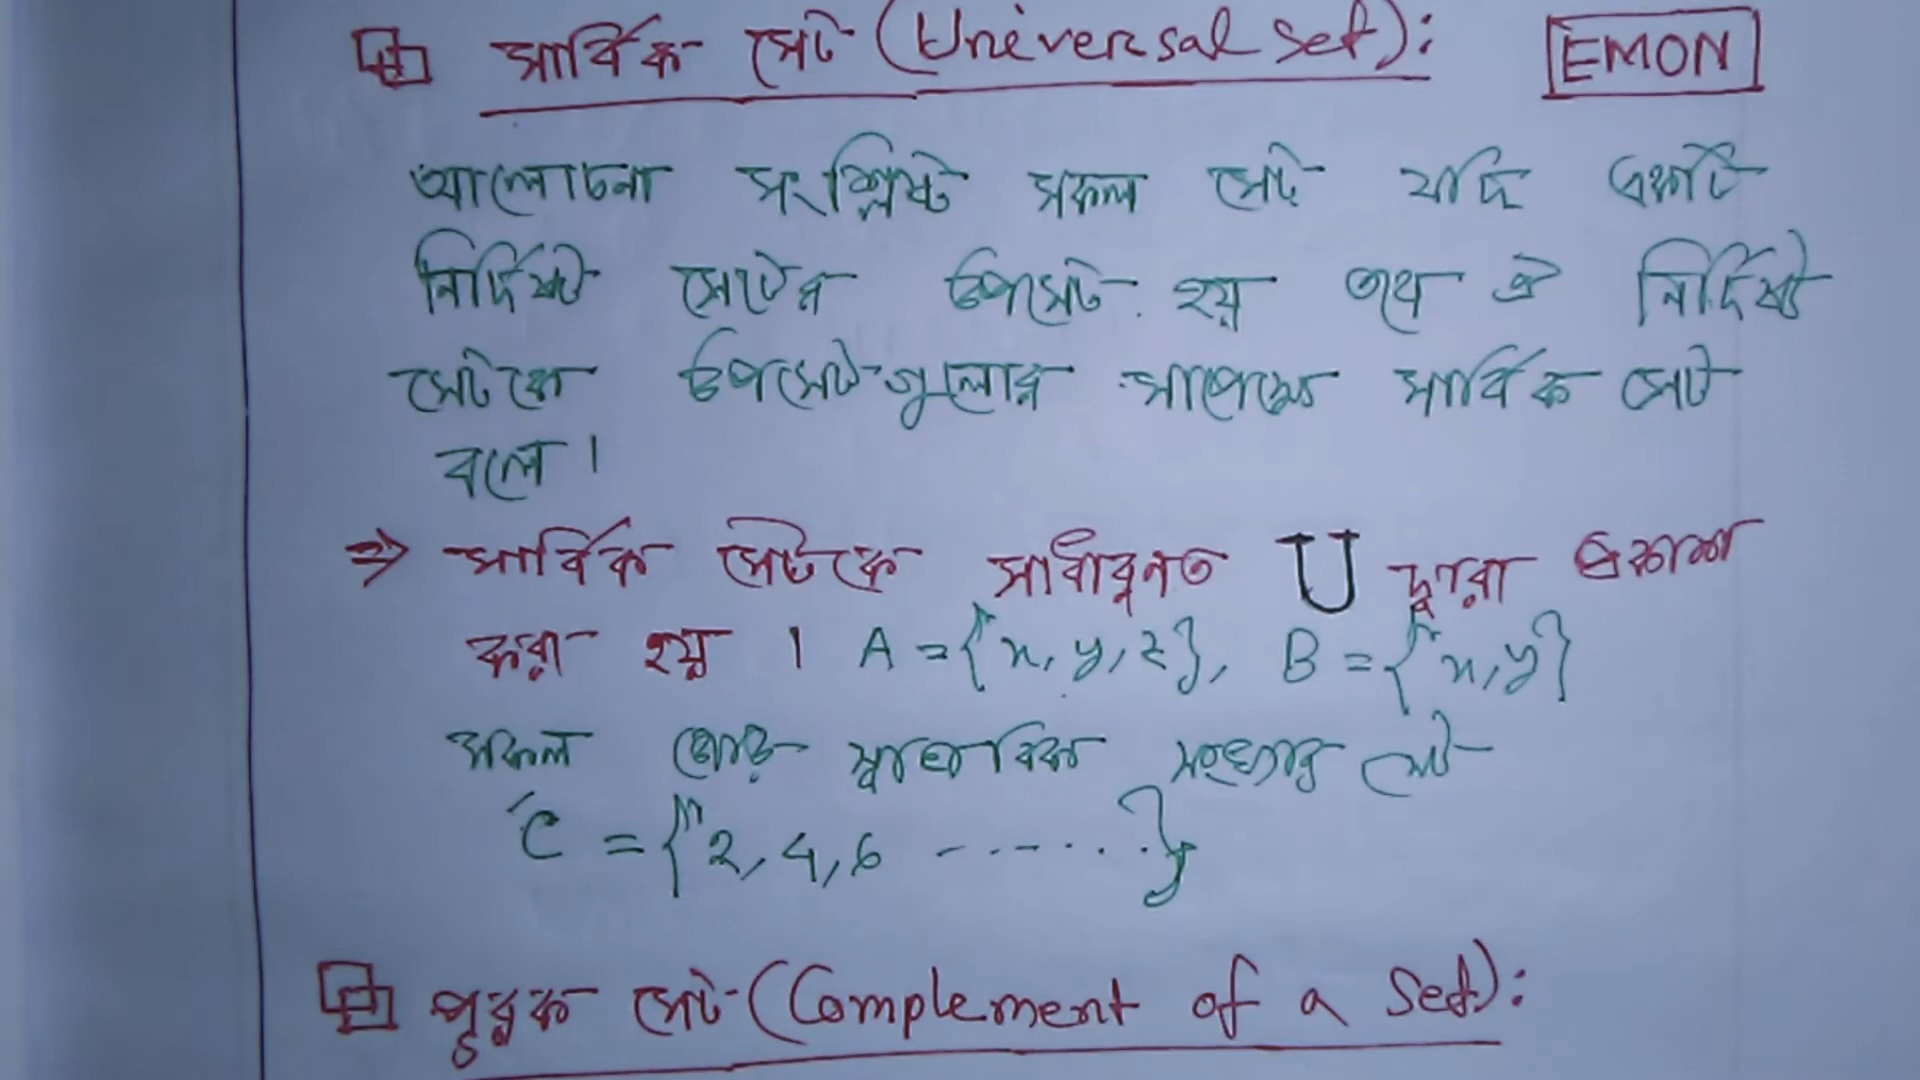 সার্বিক সেট (Universal set):
EMON
আলোচনা সংশ্লিষ্ট সকল সেট যদি একটি
নির্দিষ্ট সেটের উপসেট হয় তবে ঐ নির্দিষ্ট
সেটকে উপসেটগুলোর সাপেক্ষে সার্বিক সেট
বলে।
⇒ সার্বিক সেটকে সাধারণত U দ্বারা প্রকাশ
করা হয়। A = {x, y, z}, B = {x, y}
সকল জোড় স্বাভাবিক সংখ্যার সেট
C = {2, 4, 6 ........}
পূরক সেট (Complement of a Set):